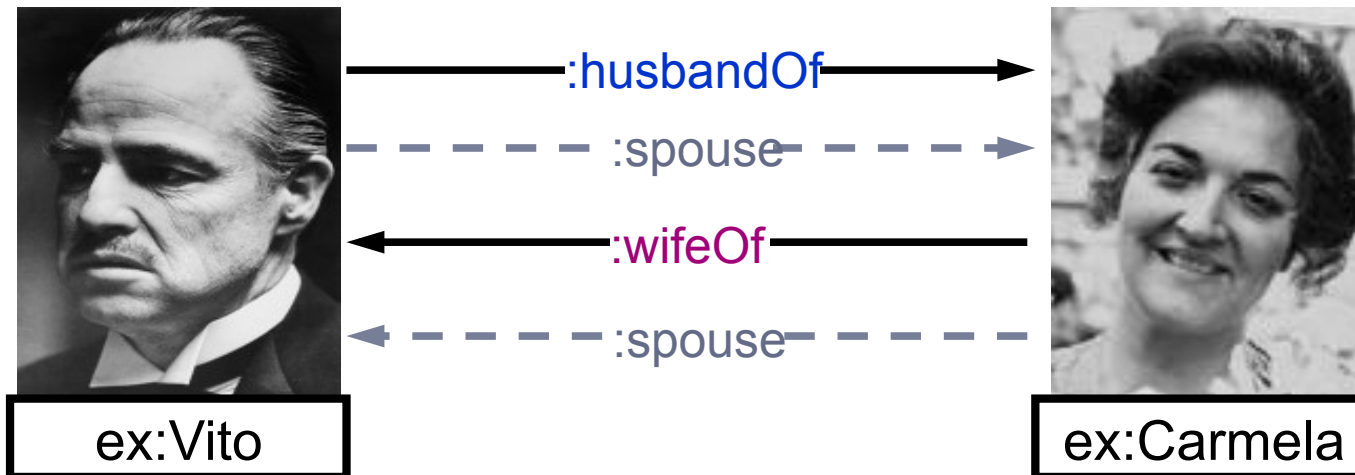 :husbandOf
:spouse
:wifeOf
:spouse
ex:Vito
ex:Carmela